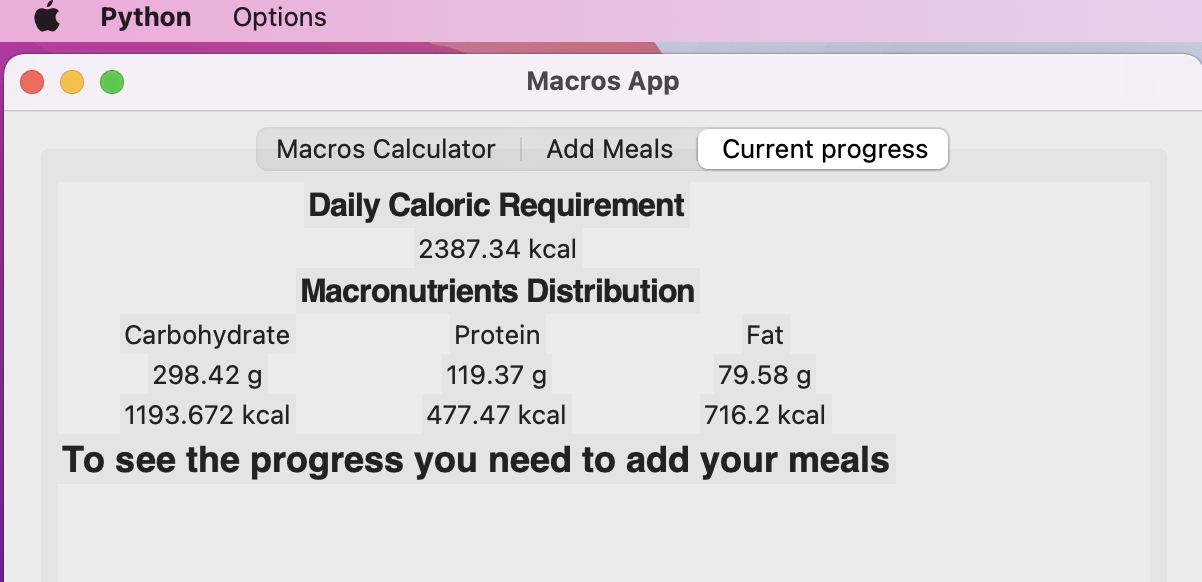 Python Options
Macros App
Macros Calculator Add Meals Current progress
Daily Caloric Requirement
2387.34 kcal
Macronutrients Distribution
Carbohydrate Protein Fat
298.42 g 119.37 g 79.58 g
1193.672 kcal 477.47 kcal 716.2 kcal
To see the progress you need to add your meals